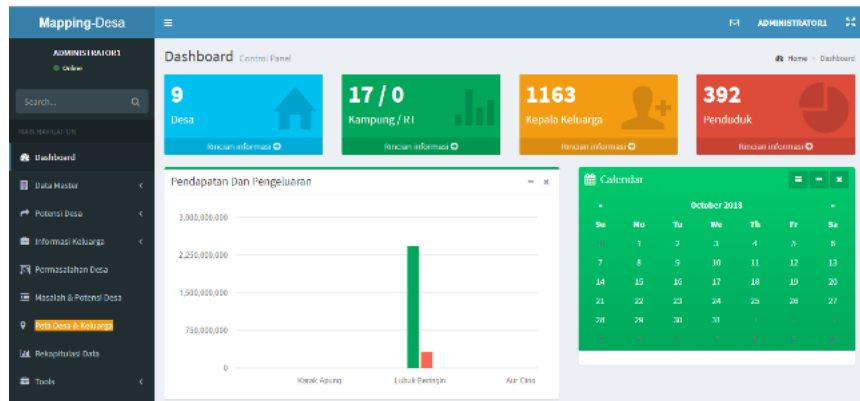 Mapping-Desa
ADMINISTRATOR1
ADMINISTRATOR1
Online
Search...
MAIN NAVIGATION
Dashboard
Data Master
Potensi Desa
Informasi Keluarga
Permasalahan Desa
Masalah & Potensi Desa
Peta Desa & Keluarga
Rekapitulasi Data
Tools
Dashboard Control Panel
Home > Dashboard
9
Desa
Rincian informasi
17 / 0
Kampung / RT
Rincian informasi
1163
Kepala Keluarga
Rincian informasi
392
Penduduk
Rincian informasi
Pendapatan Dan Pengeluaran
3,000,000,000
2,250,000,000
1,500,000,000
750,000,000
0
Karak Apung Lubuk Beringin Aur Cino
Calendar
« October 2018 »
Su Mo Tu We Th Fr Sa
1 2 3 4 5 6
7 8 9 10 11 12 13
14 15 16 17 18 19 20
21 22 23 24 25 26 27
28 29 30 31